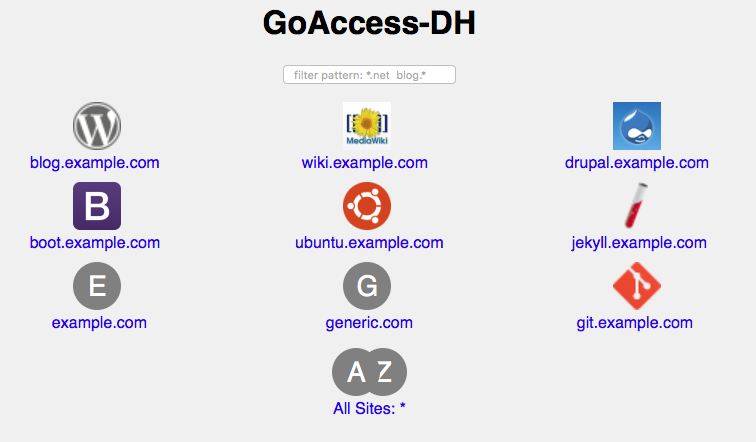 GoAccess-DH
filter pattern: *.net blog.*
W
[[ ]]
MediaWiki
blog.example.com wiki.example.com drupal.example.com
B
boot.example.com ubuntu.example.com jekyll.example.com
E G
example.com generic.com git.example.com
A Z
All Sites: *